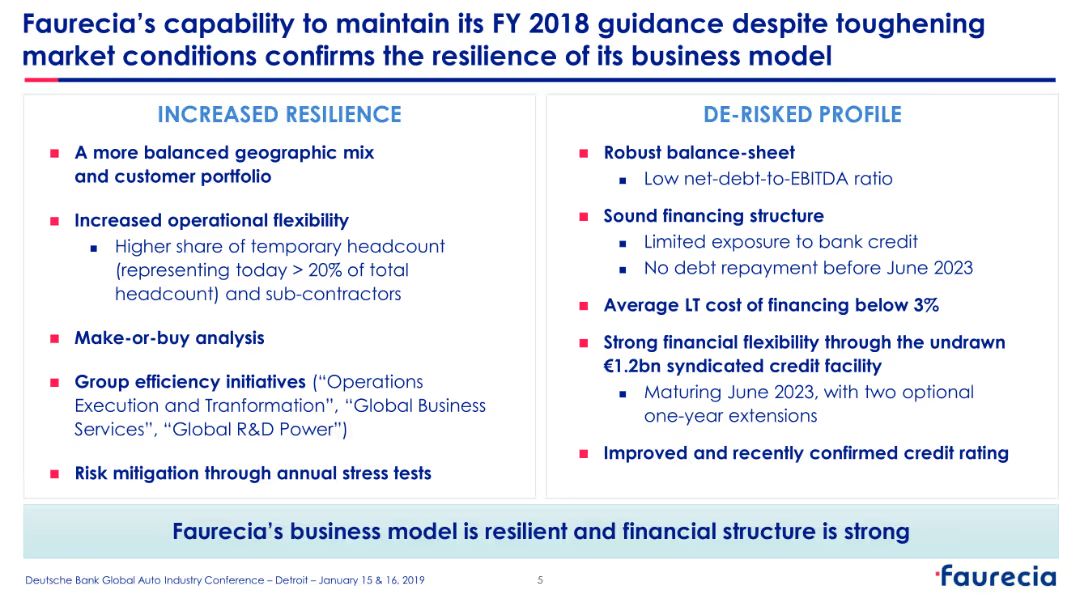 Faurecia’s capability to maintain its FY 2018 guidance despite toughening
market conditions confirms the resilience of its business model
INCREASED RESILIENCE
A more balanced geographic mix
and customer portfolio
Increased operational flexibility
Higher share of temporary headcount
(representing today > 20% of total
headcount) and sub-contractors
Make-or-buy analysis
Group efficiency initiatives (“Operations
Execution and Tranformation”, “Global Business
Services”, “Global R&D Power”)
Risk mitigation through annual stress tests
DE-RISKED PROFILE
Robust balance-sheet
Low net-debt-to-EBITDA ratio
Sound financing structure
Limited exposure to bank credit
No debt repayment before June 2023
Average LT cost of financing below 3%
Strong financial flexibility through the undrawn
€1.2bn syndicated credit facility
Maturing June 2023, with two optional
one-year extensions
Improved and recently confirmed credit rating
Faurecia’s business model is resilient and financial structure is strong
Deutsche Bank Global Auto Industry Conference – Detroit – January 15 & 16, 2019
5
faurecia